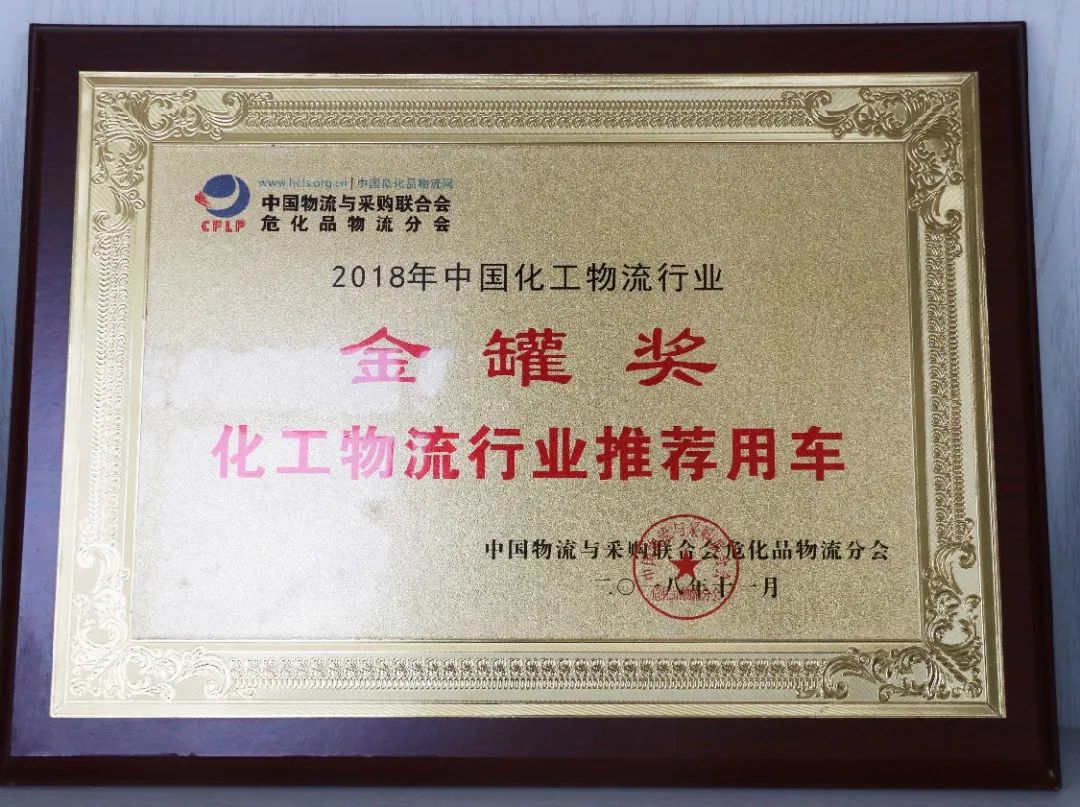 www.hcls.org.cn | 中国危化品物流网
中国物流与采购联合会
危化品物流分会
CFLP
2018年中国化工物流行业
金罐奖
化工物流行业推荐用车
中国物流与采购联合会危化品物流分会
二〇一八年十一月